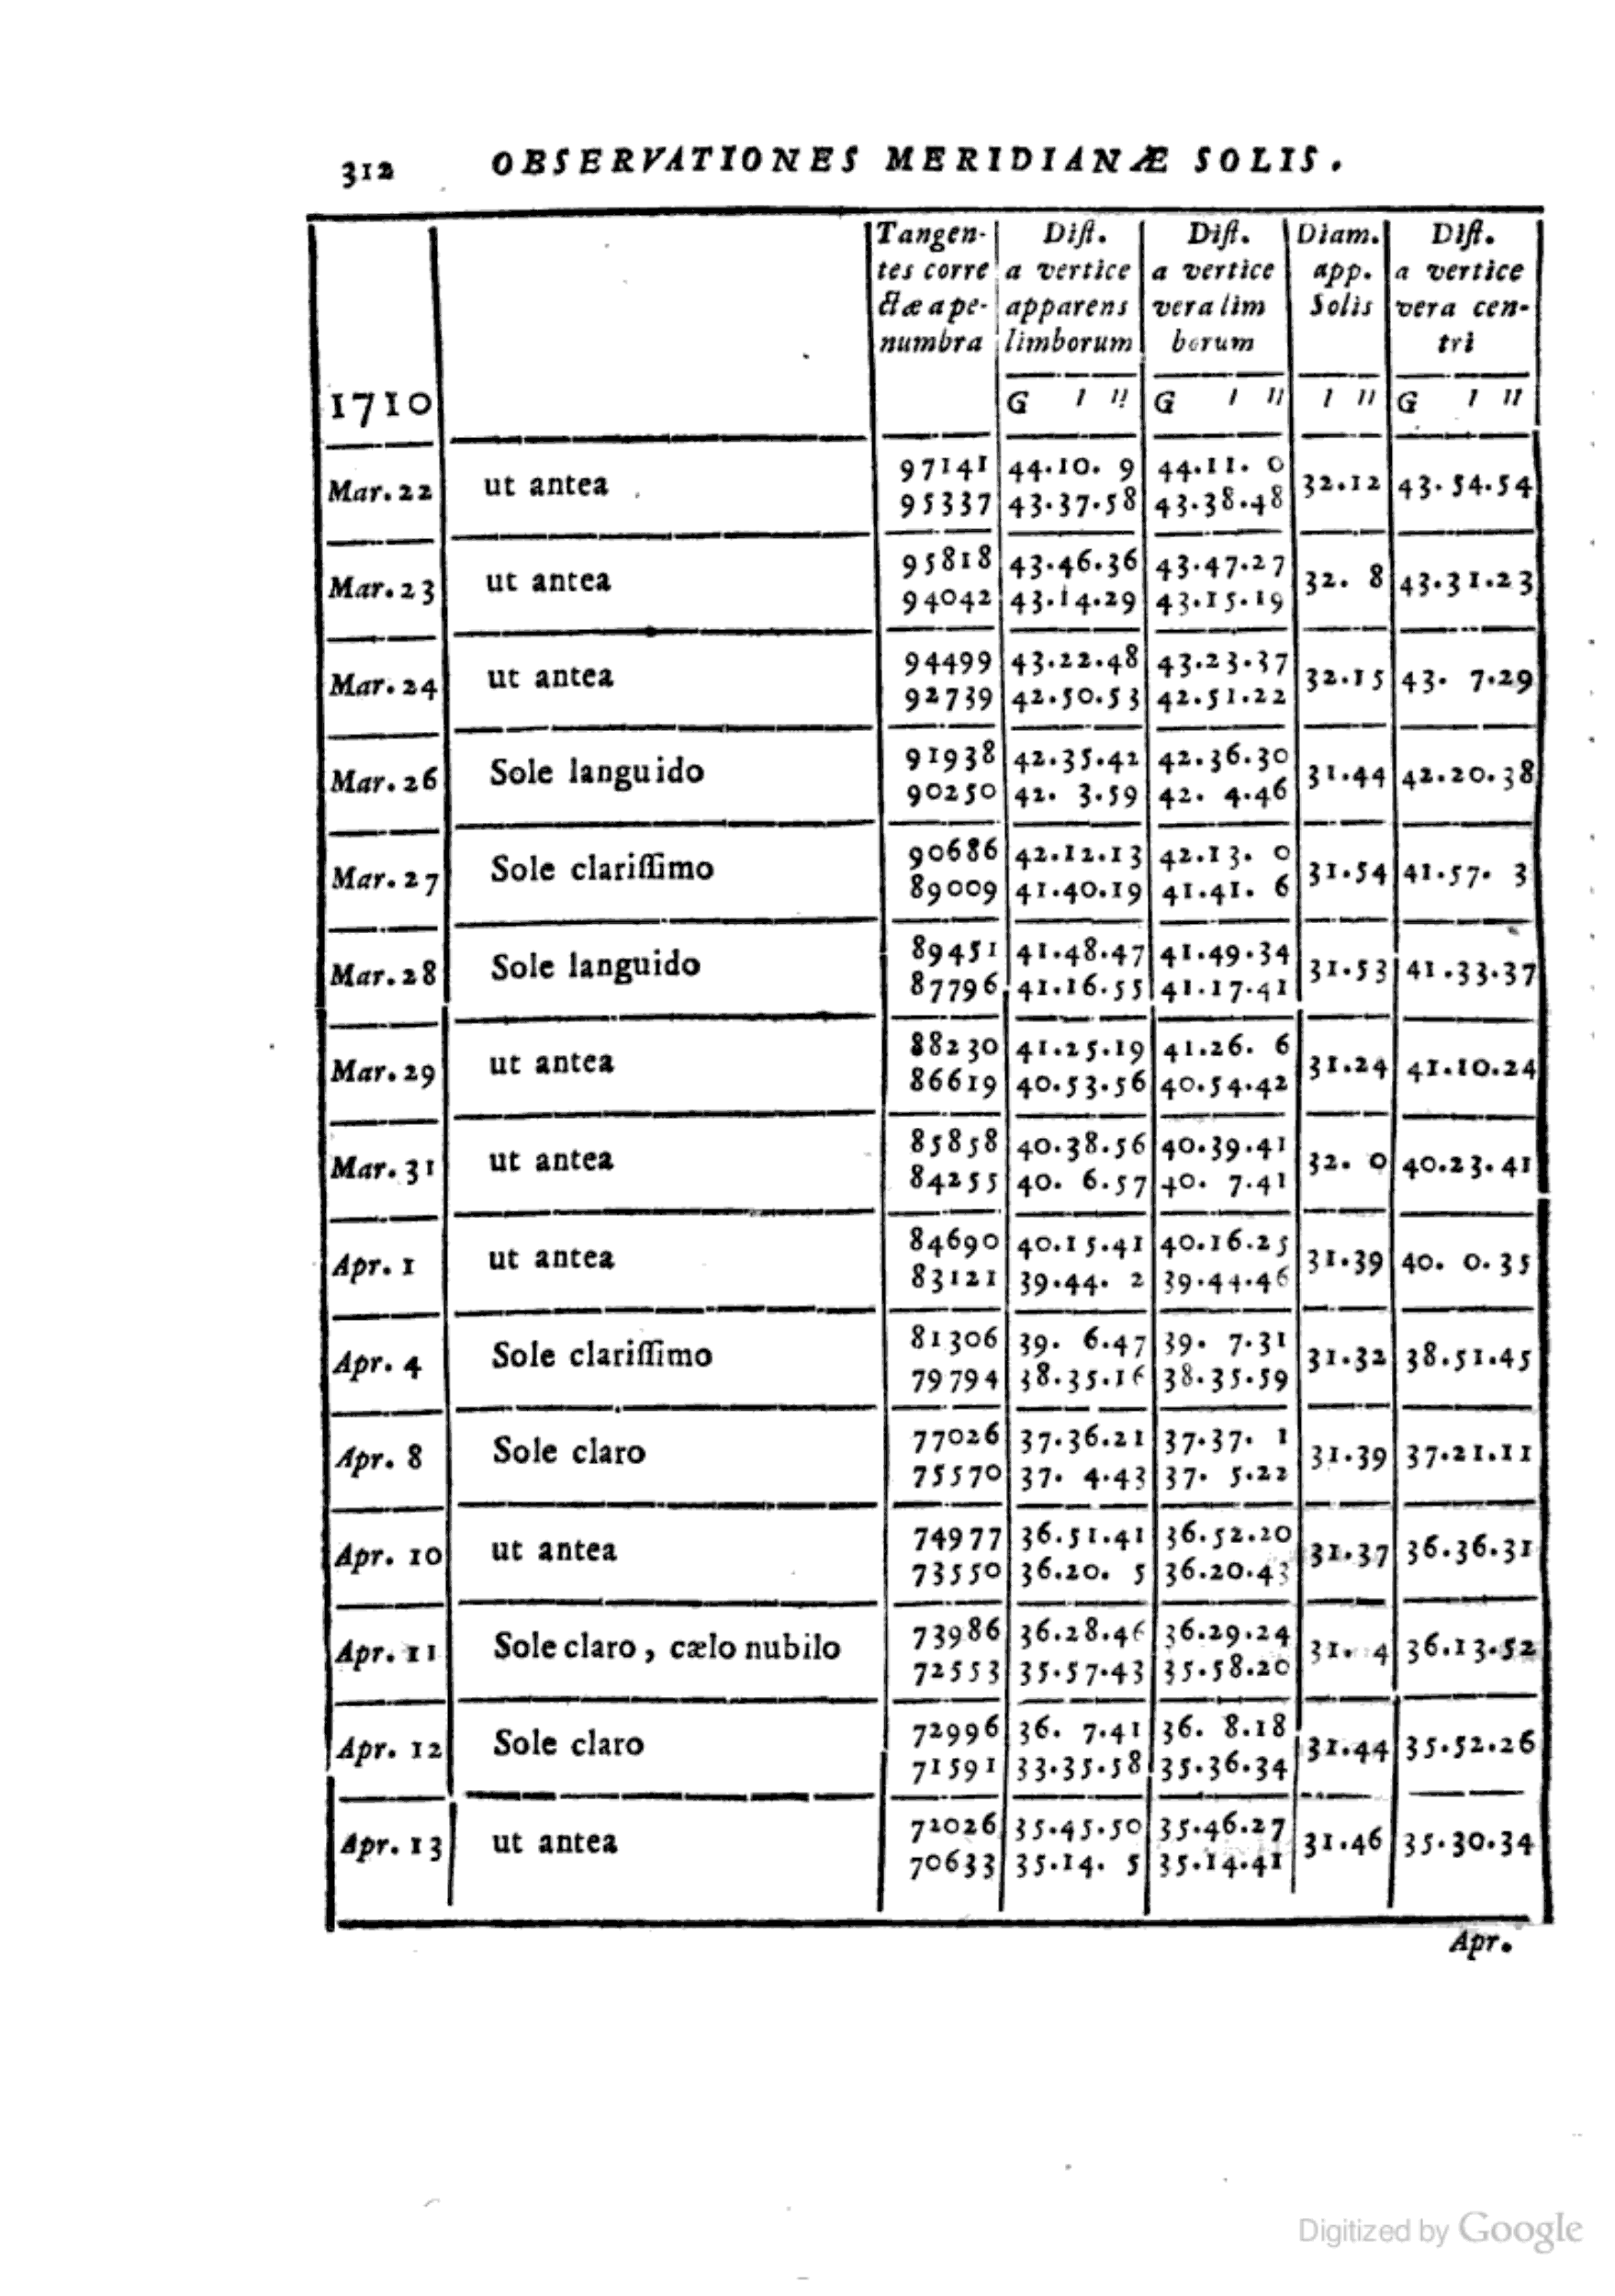 312 OBSERVATIONES MERIDIANÆ SOLIS.
Tangen- Diſt. Diſt. Diam. Diſt.
tes corre a vertice a vertice app. a vertice
ctæ a pe- apparens vera lim Solis vera cen-
numbra limborum borum tri
1710 G ı ıı G ı ıı ı ıı G ı ıı
97141 44.10. 9 44.11. 0
Mar. 22 ut antea 32.12 43.54.54
95337 43.37.58 43.38.48
95818 43.46.36 43.47.27
Mar. 23 ut antea 32. 8 43.31.23
94042 43.14.29 43.15.19
94499 43.22.48 43.23.37
Mar. 24 ut antea 32.15 43. 7.29
92739 42.50.53 42.51.22
91938 42.35.42 42.36.30
Mar. 26 Sole languido 31.44 42.20.38
90250 42. 3.59 42. 4.46
90686 42.12.13 42.13. 0
Mar. 27 Sole clariſſimo 31.54 41.57. 3
89009 41.40.19 41.41. 6
89451 41.48.47 41.49.34
Mar. 28 Sole languido 31.53 41.33.37
87796 41.16.55 41.17.41
88230 41.25.19 41.26. 6
Mar. 29 ut antea 31.24 41.10.24
86619 40.53.56 40.54.42
85858 40.38.56 40.39.41
Mar. 31 ut antea 32. 0 40.23.41
84255 40. 6.57 40. 7.41
84690 40.15.41 40.16.25
Apr. 1 ut antea 31.39 40. 0.35
83121 39.44. 2 39.44.46
81306 39. 6.47 39. 7.31
Apr. 4 Sole clariſſimo 31.32 38.51.45
79794 38.35.16 38.35.59
77026 37.36.21 37.37. 1
Apr. 8 Sole claro 31.39 37.21.11
75570 37. 4.43 37. 5.22
74977 36.51.41 36.52.20
Apr. 10 ut antea 31.37 36.36.31
73550 36.20. 5 36.20.43
73986 36.28.46 36.29.24
Apr. 11 Sole claro, cælo nubilo 31. 4 36.13.52
72553 35.57.43 35.58.20
72996 36. 7.41 36. 8.18
Apr. 12 Sole claro 31.44 35.52.26
71591 33.35.58 35.36.34
72026 35.45.50 35.46.27
Apr. 13 ut antea 31.46 35.30.34
70633 35.14. 5 35.14.41
Apr.
Digitized by Google